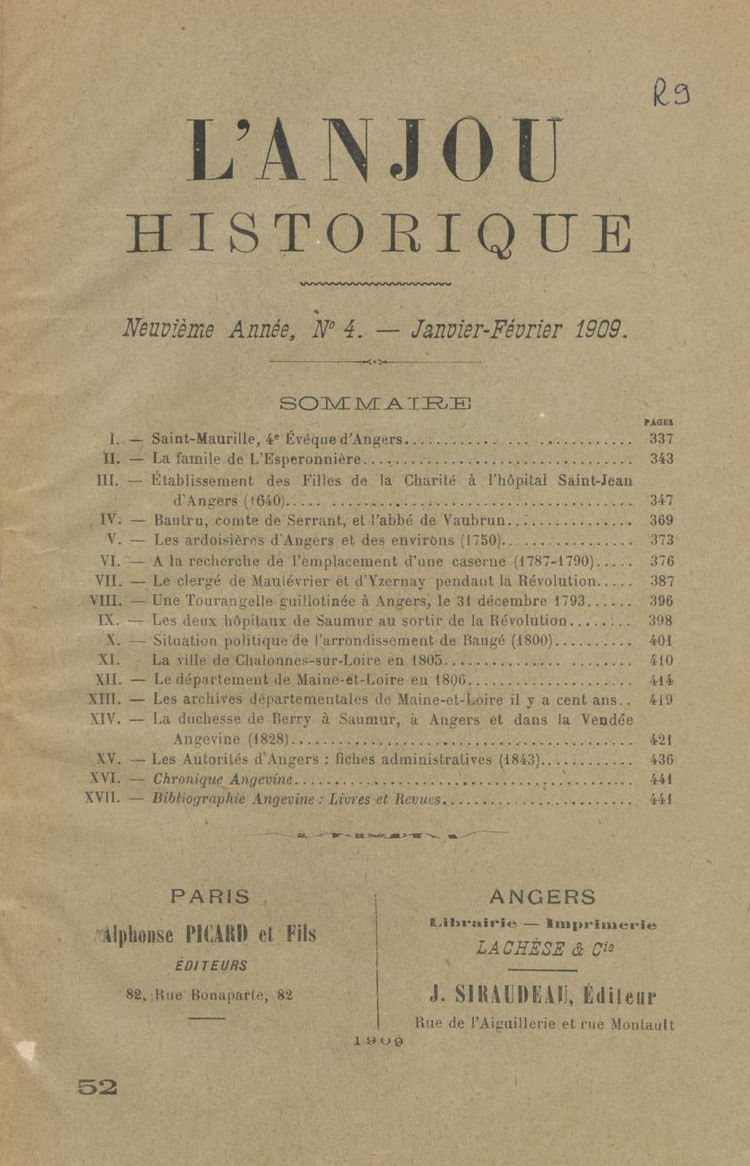 R9
L'ANJOU
HISTORIQUE
Neuvième Année, N° 4. — Janvier-Février 1909.
SOMMAIRE
PAGES
I. — Saint-Maurille, 4e Évêque d'Angers. 337
II. — La famile de L'Esperonnière. 343
III. — Établissement des Filles de la Charité à l'hôpital Saint-Jean
d'Angers (1640). 347
IV. — Bautru, comte de Serrant, et l'abbé de Vaubrun. 369
V. — Les ardoisières d'Angers et des environs (1750). 373
VI. — A la recherche de l'emplacement d'une caserne (1787-1790). 376
VII. — Le clergé de Maulévrier et d'Yzernay pendant la Révolution. 387
VIII. — Une Tourangelle guillotinée à Angers, le 31 décembre 1793. 396
IX. — Les deux hôpitaux de Saumur au sortir de la Révolution. 398
X. — Situation politique de l'arrondissement de Baugé (1800). 401
XI. La ville de Chalonnes-sur-Loire en 1805. 410
XII. — Le département de Maine-et-Loire en 1806. 414
XIII. — Les archives départementales de Maine-et-Loire il y a cent ans. 419
XIV. — La duchesse de Berry à Saumur, à Angers et dans la Vendée
Angevine (1828). 421
XV. — Les Autorités d'Angers : fiches administratives (1843). 436
XVI. — Chronique Angevine. 441
XVII. — Bibliographie Angevine : Livres et Revues. 441
PARIS
Alphonse PICARD et Fils
ÉDITEURS
82, Rue Bonaparte, 82
ANGERS
Librairie — Imprimerie
LACHÈSE & Cie
J. SIRAUDEAU, Éditeur
Rue de l'Aiguillerie et rue Montault
1909
52